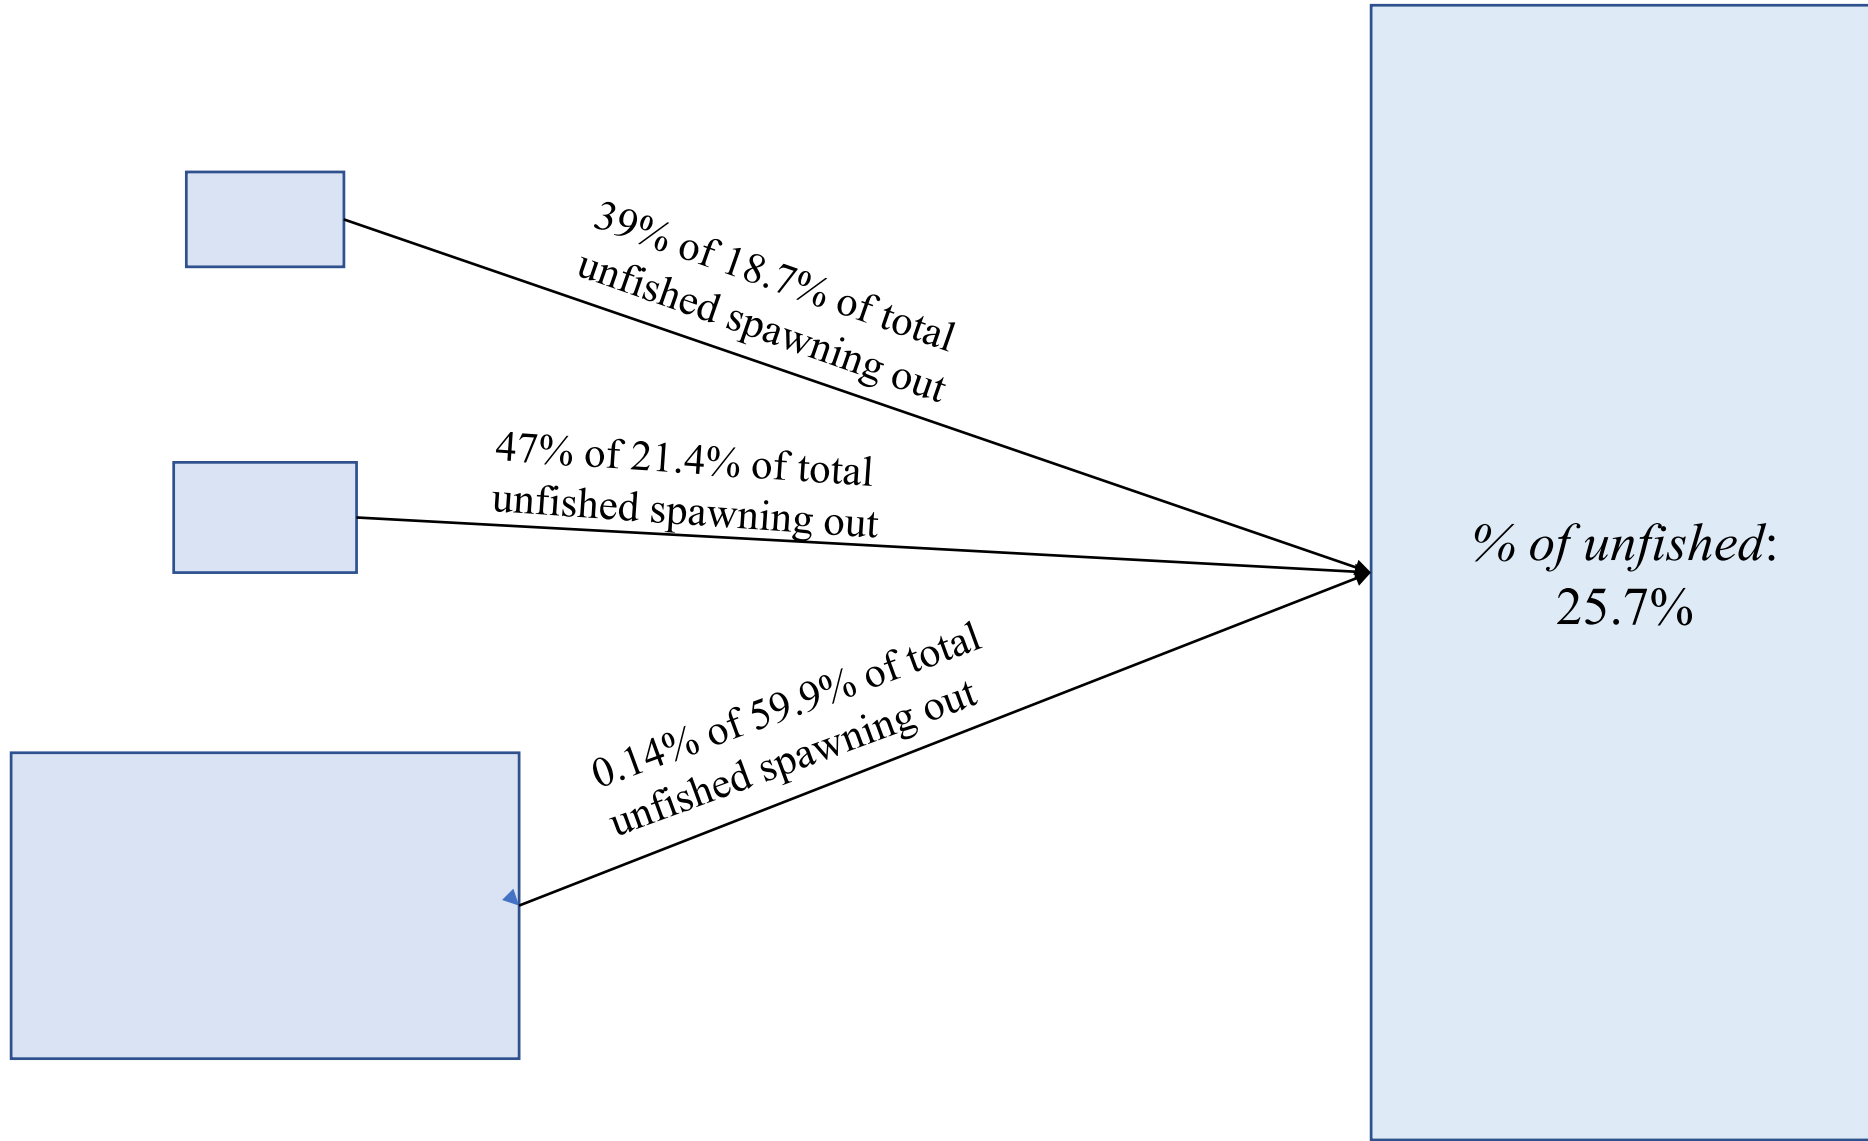 39% of 18.7% of total
unfished spawning out
47% of 21.4% of total
unfished spawning out
0.14% of 59.9% of total
unfished spawning out
% of unfished:
25.7%